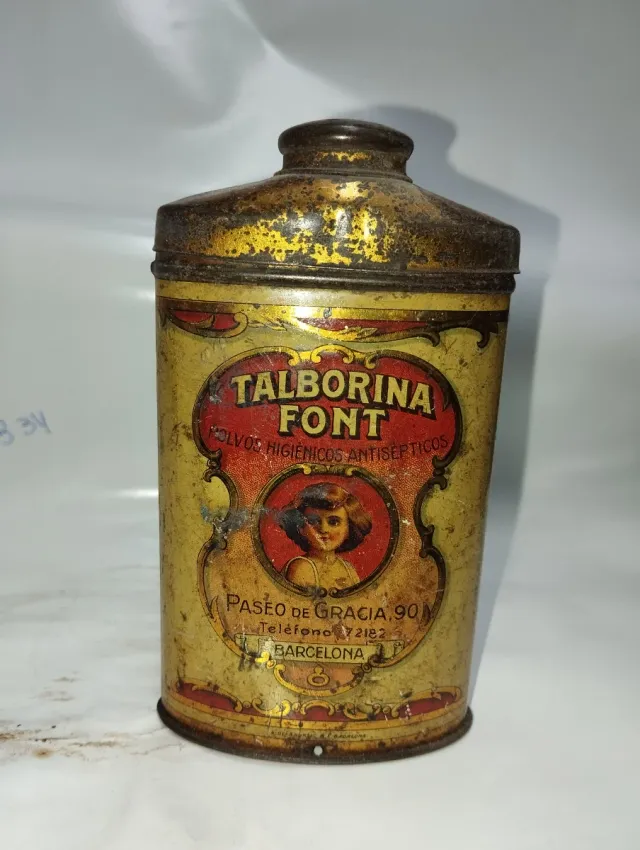 TALBORINA
FONT
POLVOS HIGIÉNICOS ANTISÉPTICOS
PASEO DE GRACIA, 90
Teléfono 72182
BARCELONA